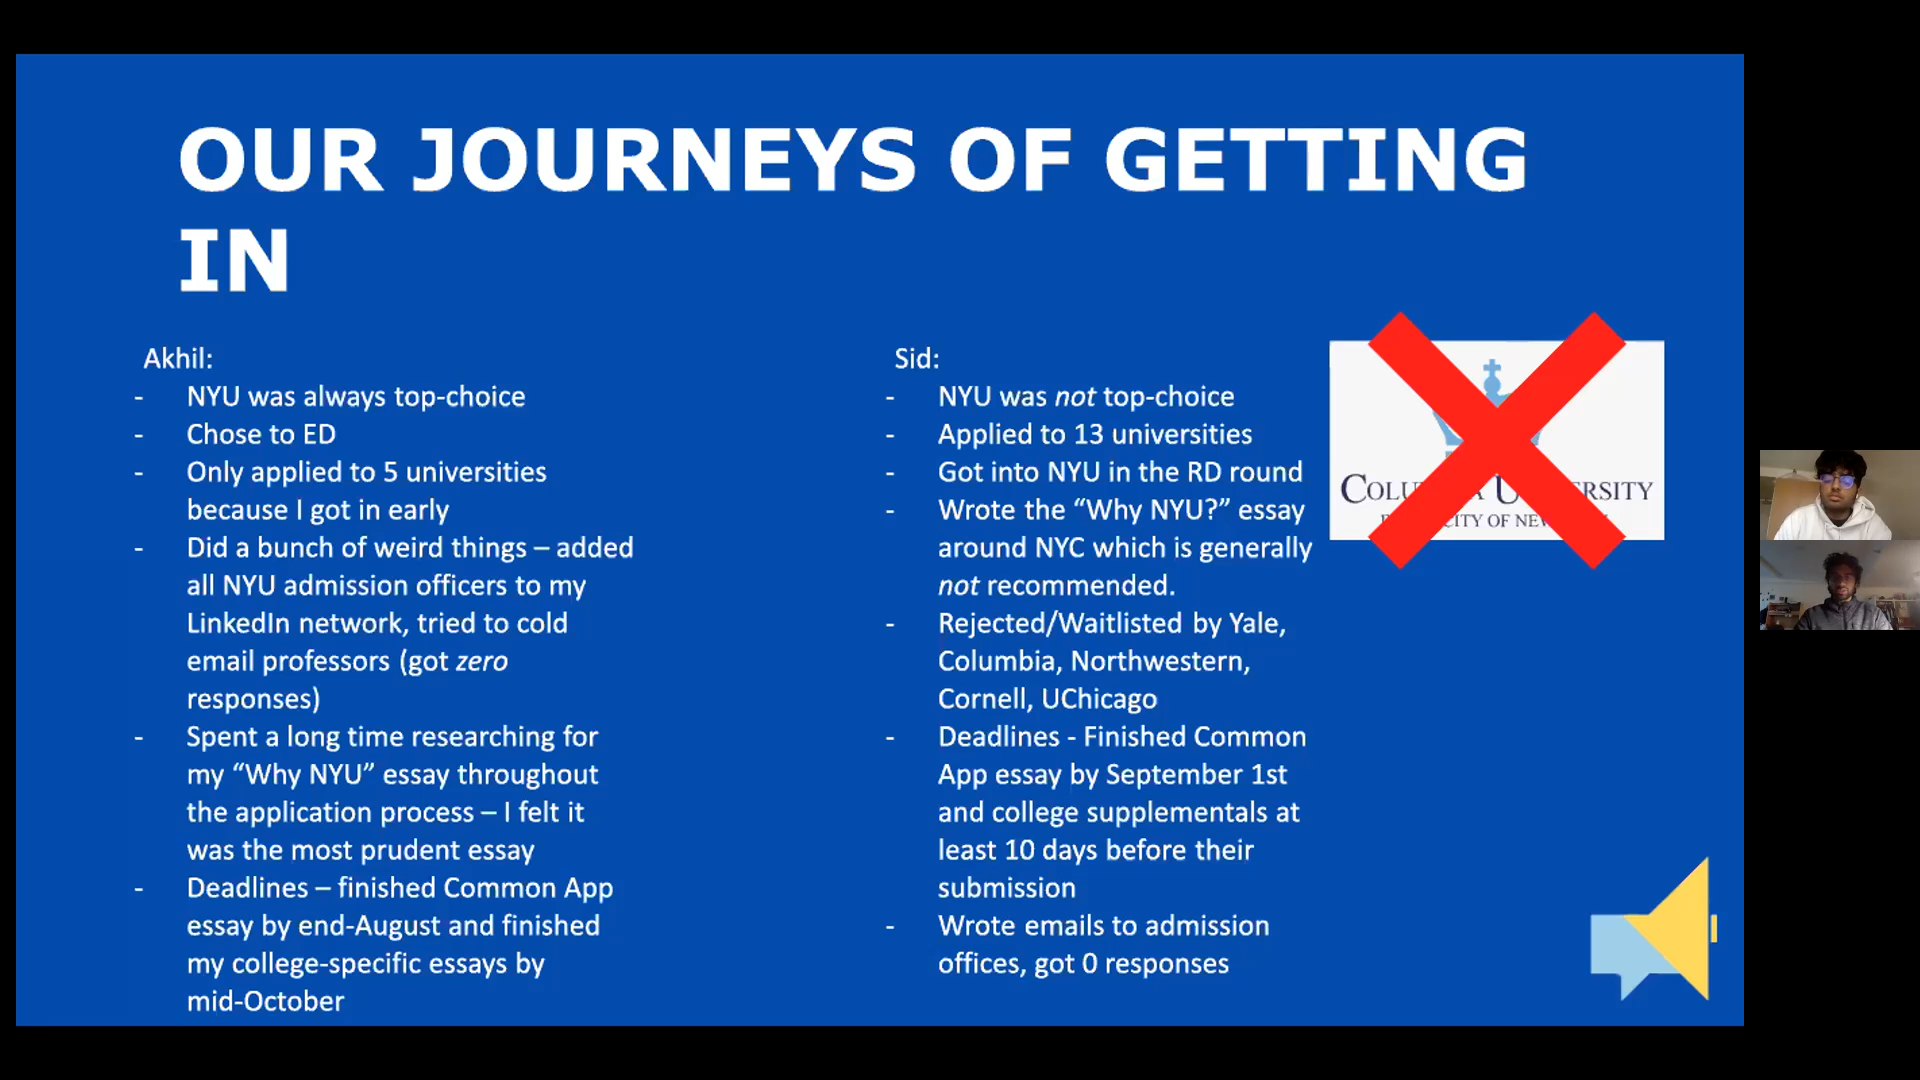 OUR JOURNEYS OF GETTING
IN
Akhil:
- NYU was always top-choice
- Chose to ED
- Only applied to 5 universities
because I got in early
- Did a bunch of weird things – added
all NYU admission officers to my
LinkedIn network, tried to cold
email professors (got zero
responses)
- Spent a long time researching for
my “Why NYU” essay throughout
the application process – I felt it
was the most prudent essay
- Deadlines – finished Common App
essay by end-August and finished
my college-specific essays by
mid-October
Sid:
- NYU was not top-choice
- Applied to 13 universities
- Got into NYU in the RD round
- Wrote the “Why NYU?” essay
around NYC which is generally
not recommended.
- Rejected/Waitlisted by Yale,
Columbia, Northwestern,
Cornell, UChicago
- Deadlines - Finished Common
App essay by September 1st
and college supplementals at
least 10 days before their
submission
- Wrote emails to admission
offices, got 0 responses
COLUMBIA UNIVERSITY
CITY OF NEW